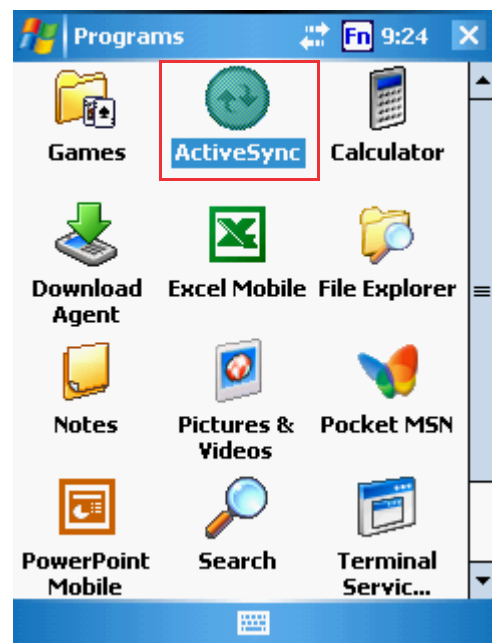 Programs Fn 9:24
Games ActiveSync Calculator
Download Agent Excel Mobile File Explorer
Notes Pictures & Videos Pocket MSN
PowerPoint Mobile Search Terminal Servic...